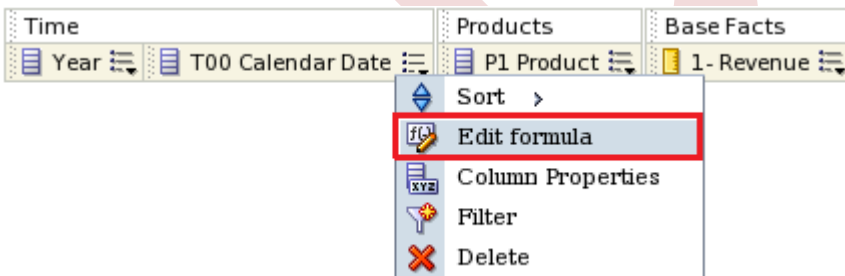 Time Products Base Facts
Year T00 Calendar Date P1 Product 1- Revenue
Sort >
Edit formula
Column Properties
Filter
Delete